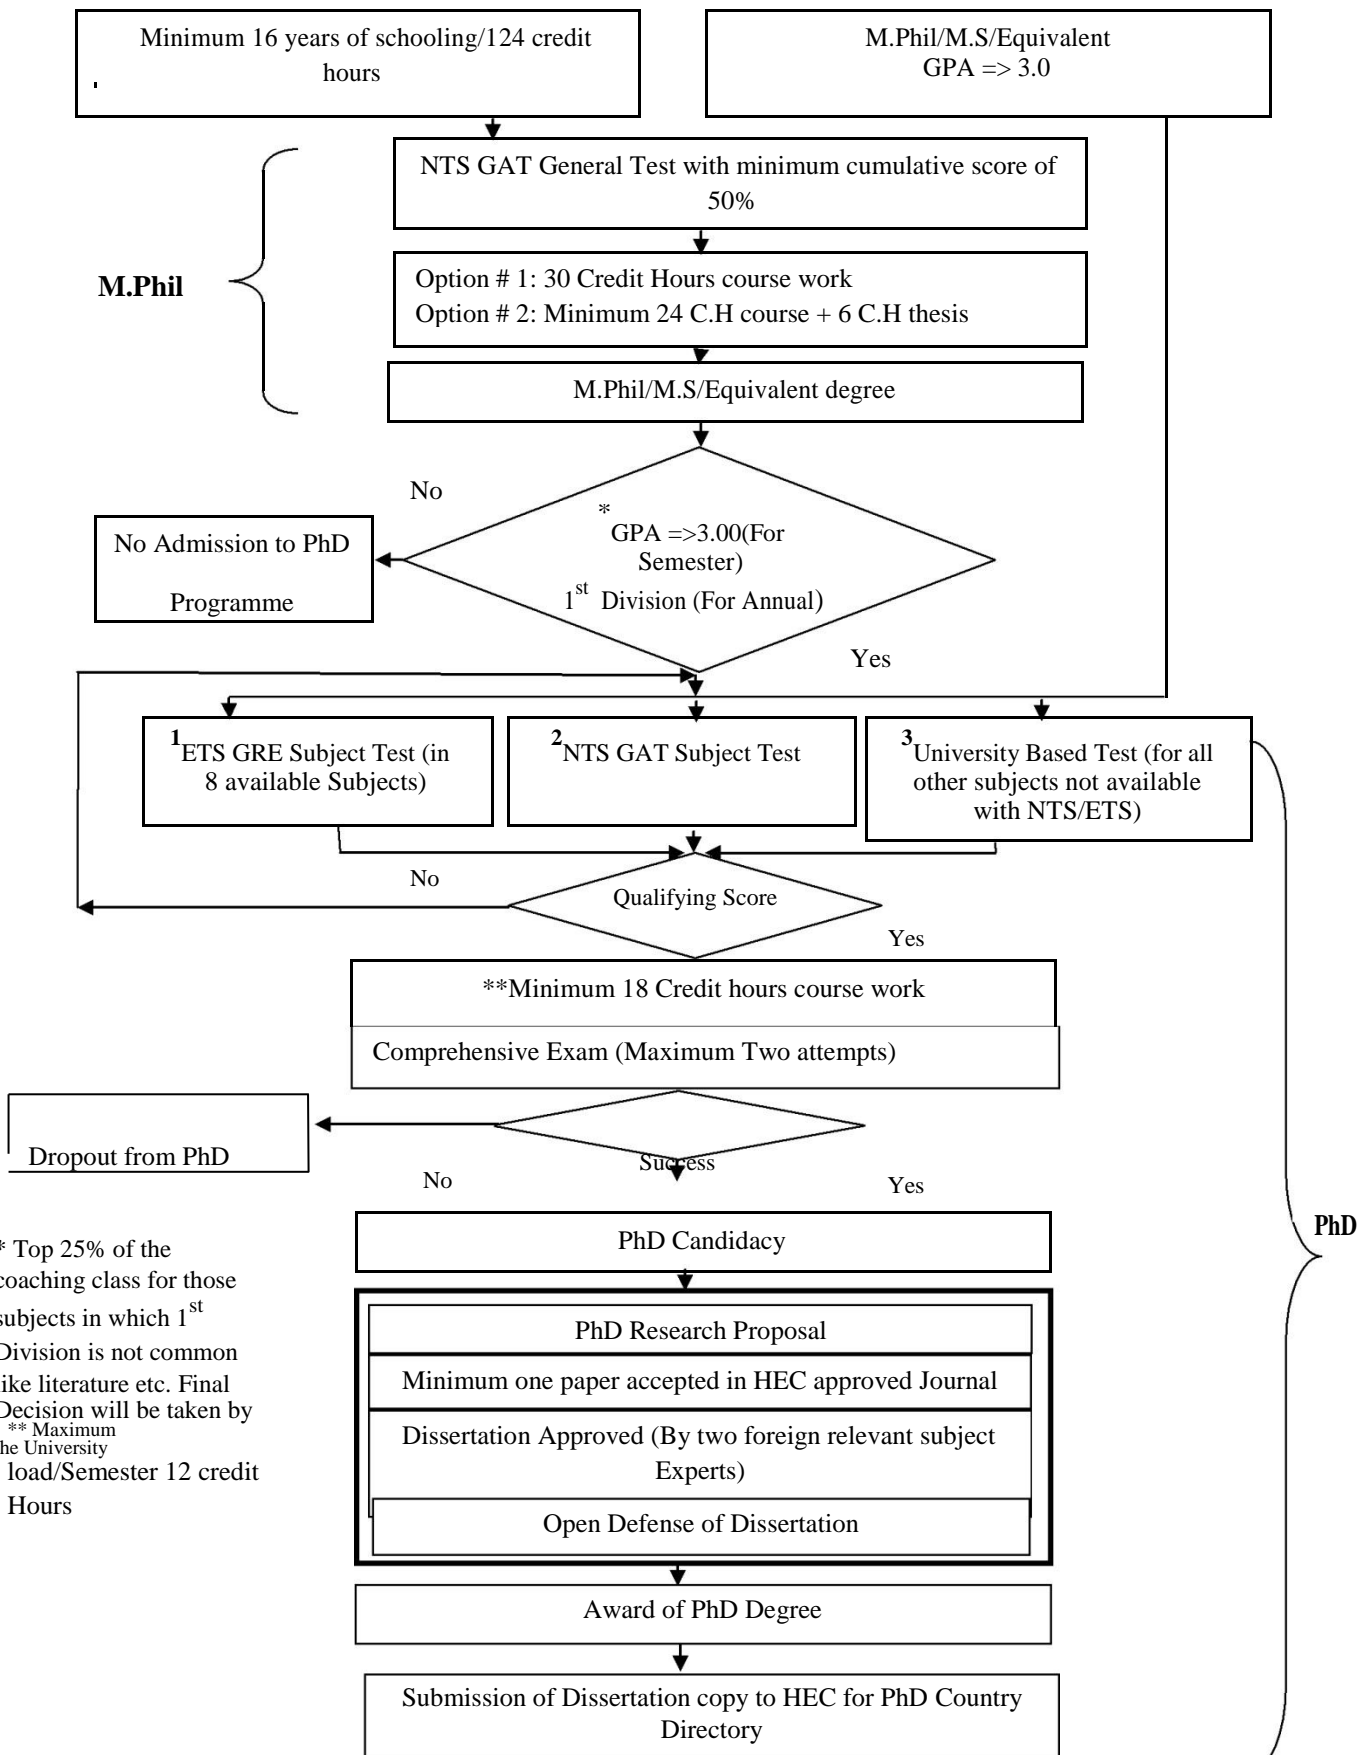 Minimum 16 years of schooling/124 credit
hours
M.Phil/M.S/Equivalent
GPA => 3.0
NTS GAT General Test with minimum cumulative score of
50%
M.Phil
Option # 1: 30 Credit Hours course work
Option # 2: Minimum 24 C.H course + 6 C.H thesis
M.Phil/M.S/Equivalent degree
No
*
GPA =>3.00(For
Semester)
1st Division (For Annual)
No Admission to PhD
Programme
Yes
1ETS GRE Subject Test (in
8 available Subjects)
2NTS GAT Subject Test
3University Based Test (for all
other subjects not available
with NTS/ETS)
No
Qualifying Score
Yes
**Minimum 18 Credit hours course work
Comprehensive Exam (Maximum Two attempts)
Dropout from PhD
Success
No
Yes
PhD Candidacy
PhD
PhD Research Proposal
Minimum one paper accepted in HEC approved Journal
Dissertation Approved (By two foreign relevant subject
Experts)
Open Defense of Dissertation
* Top 25% of the
coaching class for those
subjects in which 1st
Division is not common
like literature etc. Final
Decision will be taken by
** Maximum
he University
load/Semester 12 credit
Hours
Award of PhD Degree
Submission of Dissertation copy to HEC for PhD Country
Directory